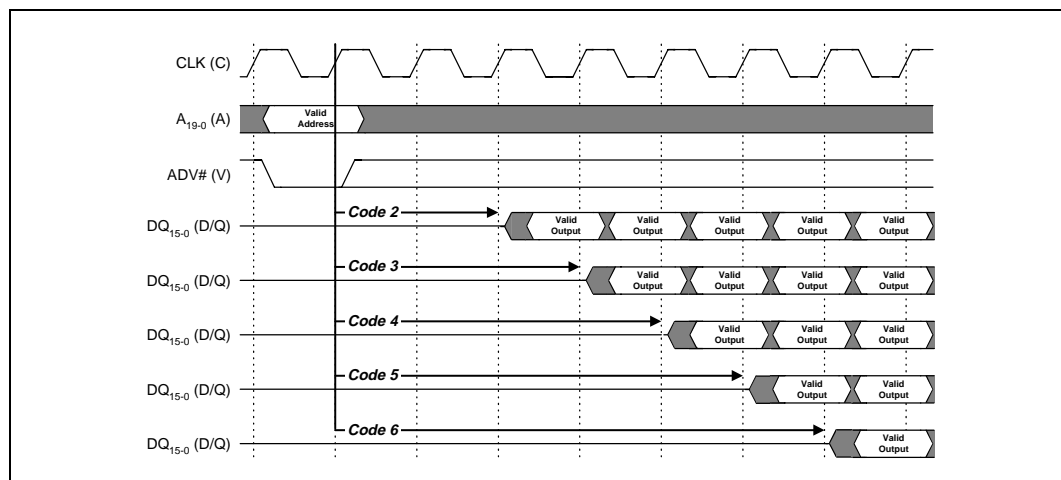 CLK (C)
A19-0 (A)
Valid
Address
ADV# (V)
Code 2
DQ15-0 (D/Q)
Valid
Output
Valid
Output
Valid
Output
Valid
Output
Valid
Output
Code 3
DQ15-0 (D/Q)
Valid
Output
Valid
Output
Valid
Output
Valid
Output
Code 4
DQ15-0 (D/Q)
Valid
Output
Valid
Output
Valid
Output
Code 5
DQ15-0 (D/Q)
Valid
Output
Valid
Output
Code 6
DQ15-0 (D/Q)
Valid
Output